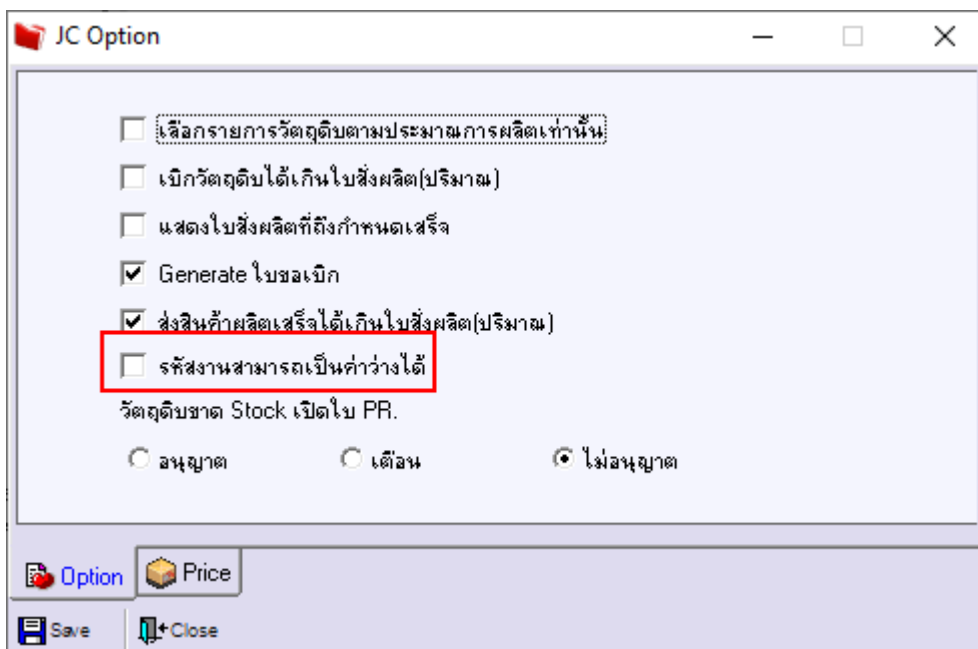 JC Option
เลือกรายการวัตถุดิบตามประมาณการผลิตเท่านั้น
เบิกวัตถุดิบได้เกินใบสั่งผลิต(ปริมาณ)
แสดงใบสั่งผลิตที่ถึงกำหนดเสร็จ
Generate ใบขอเบิก
ส่งสินค้าผลิตเสร็จได้เกินใบสั่งผลิต(ปริมาณ)
รหัสงานสามารถเป็นค่าว่างได้
วัตถุดิบขาด Stock เปิดใบ PR.
อนุญาต เตือน ไม่อนุญาต
Option Price
Save Close